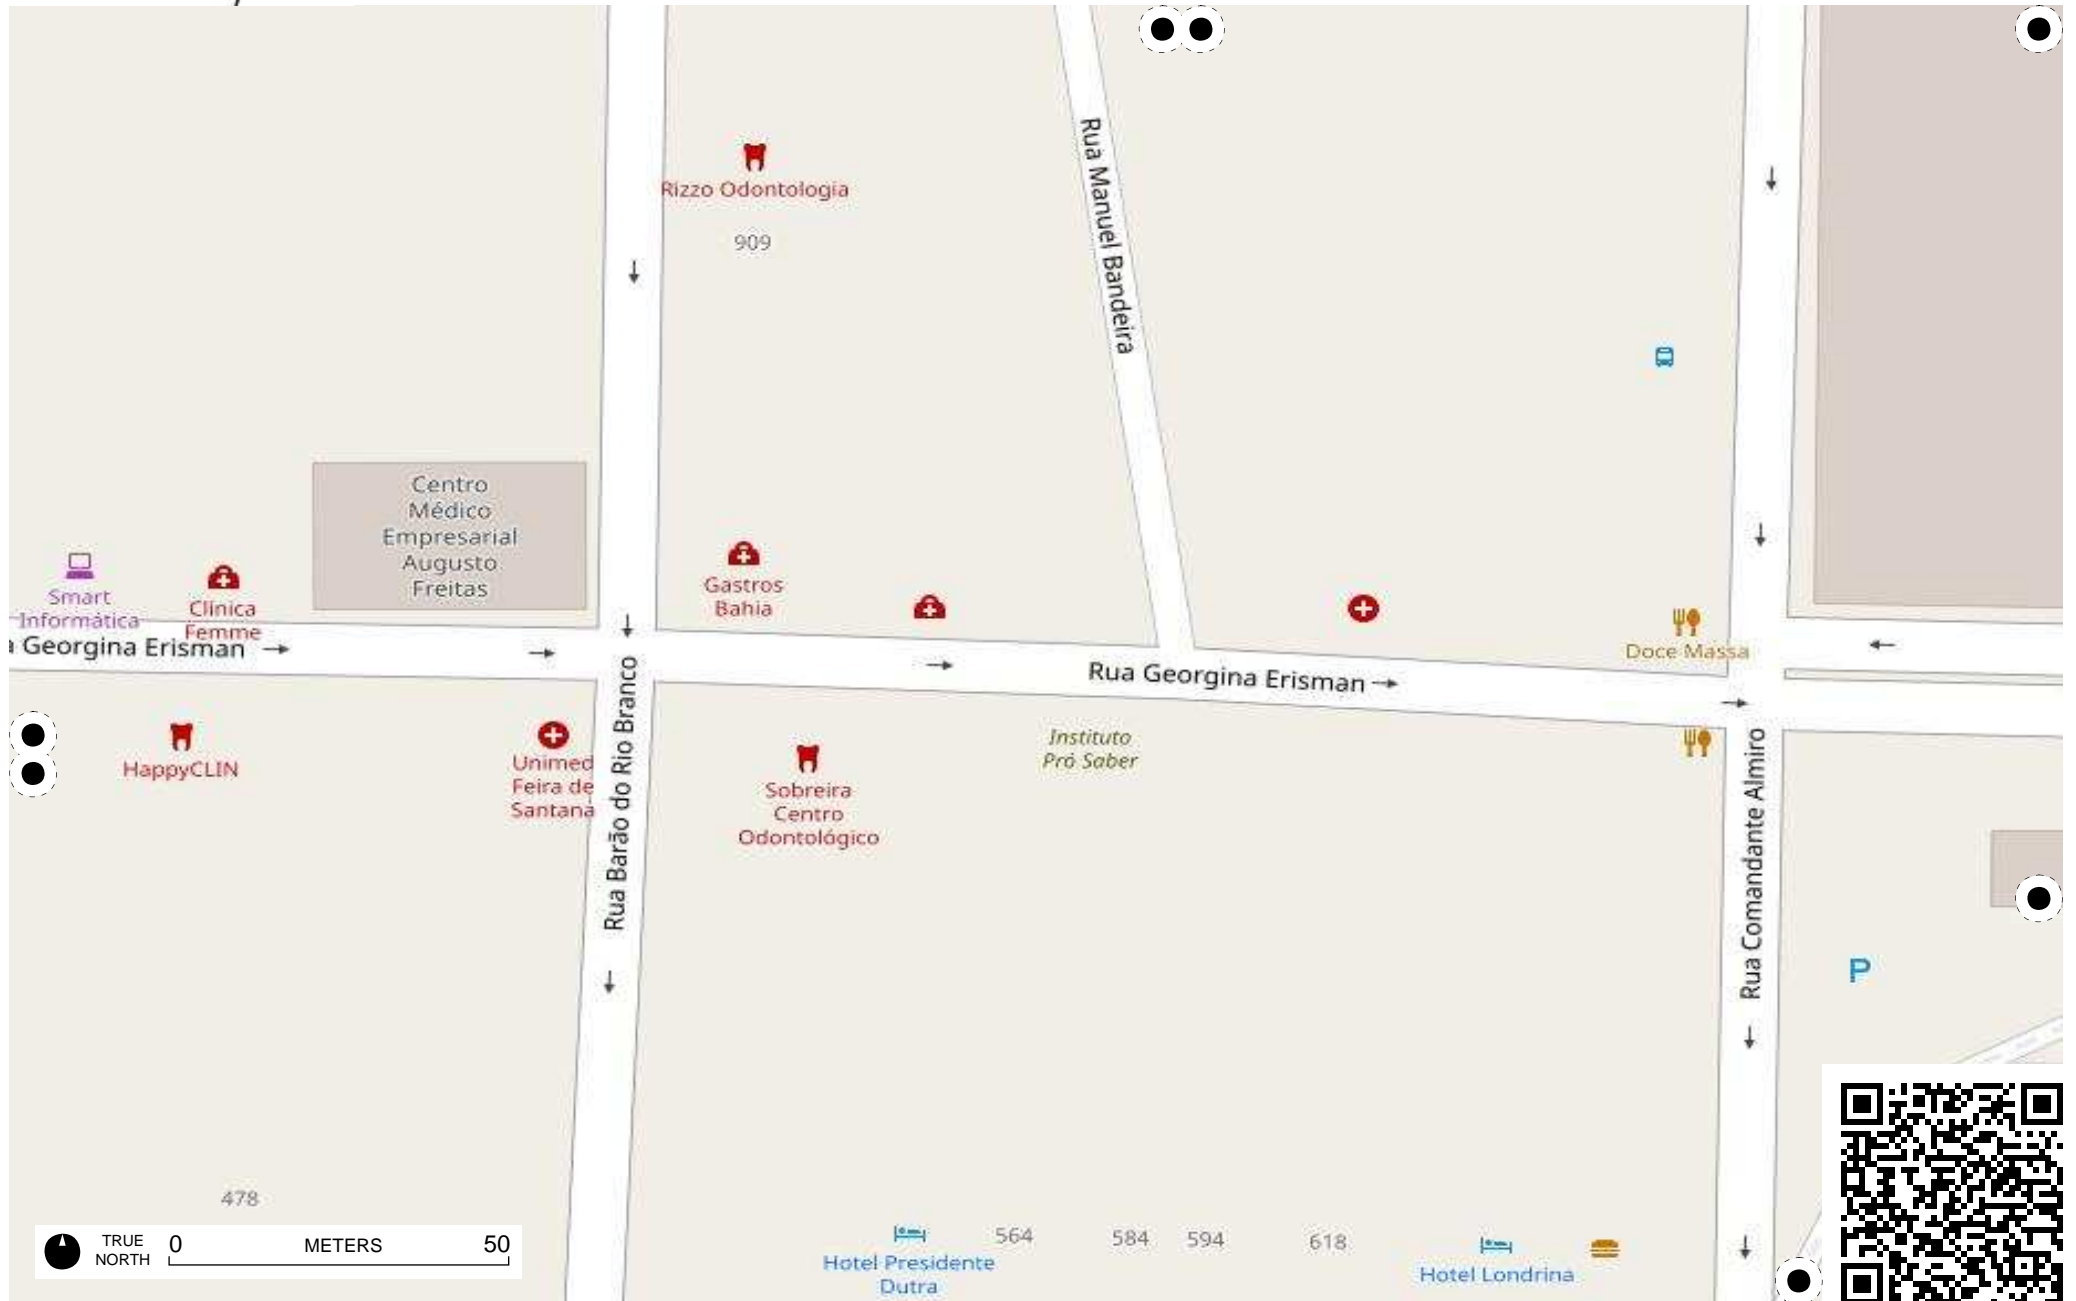 Rua Manuel Bandeira
Rizzo Odontologia
909
Centro
Médico
Empresarial
Augusto
Freitas
Smart
Informática
Clínica
Femme
Gastros
Bahia
Georgina Erisman
Rua Georgina Erisman
Doce Massa
HappyCLIN
Unimed
Feira de
Santana
Rua Barão do Rio Branco
Sobreira
Centro
Odontológico
Instituto
Pró Saber
Rua Comandante Almiro
P
478
TRUE
NORTH
0 METERS 50
Hotel Presidente
Dutra
564
584
594
618
Hotel Londrina